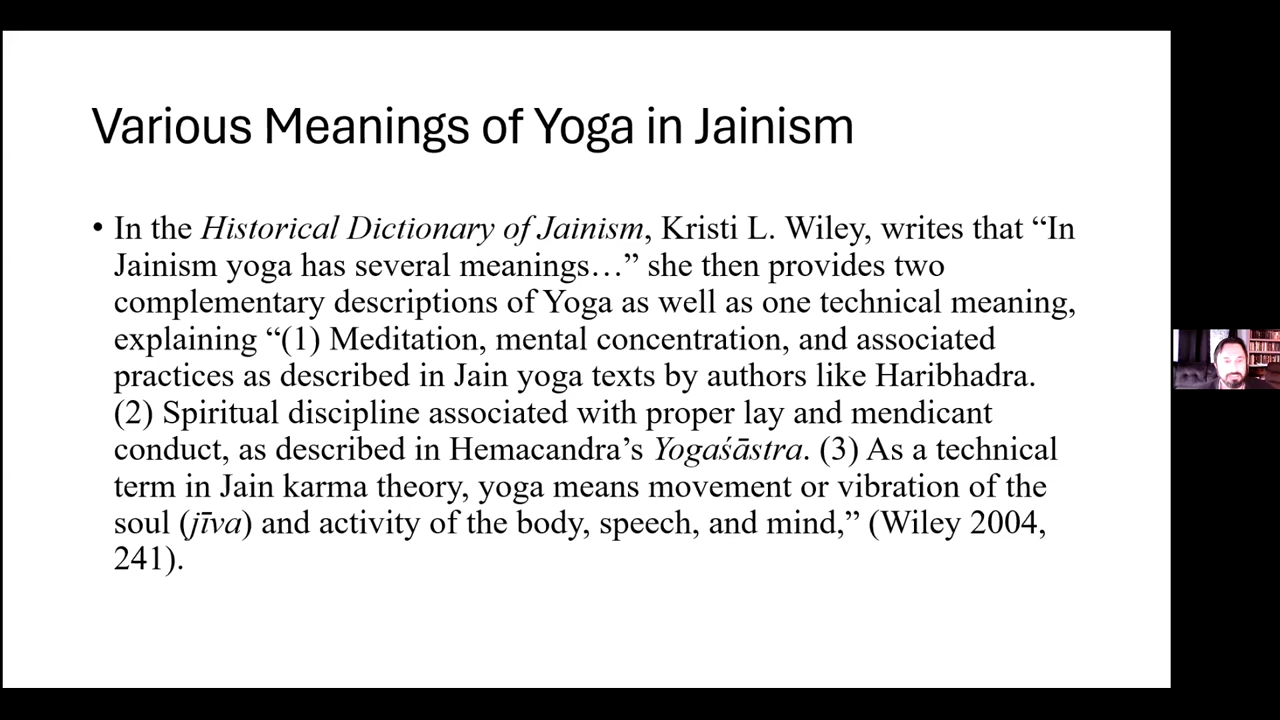 Various Meanings of Yoga in Jainism
• In the Historical Dictionary of Jainism, Kristi L. Wiley, writes that “In
Jainism yoga has several meanings…” she then provides two
complementary descriptions of Yoga as well as one technical meaning,
explaining “(1) Meditation, mental concentration, and associated
practices as described in Jain yoga texts by authors like Haribhadra.
(2) Spiritual discipline associated with proper lay and mendicant
conduct, as described in Hemacandra’s Yogaśāstra. (3) As a technical
term in Jain karma theory, yoga means movement or vibration of the
soul (jīva) and activity of the body, speech, and mind,” (Wiley 2004,
241).